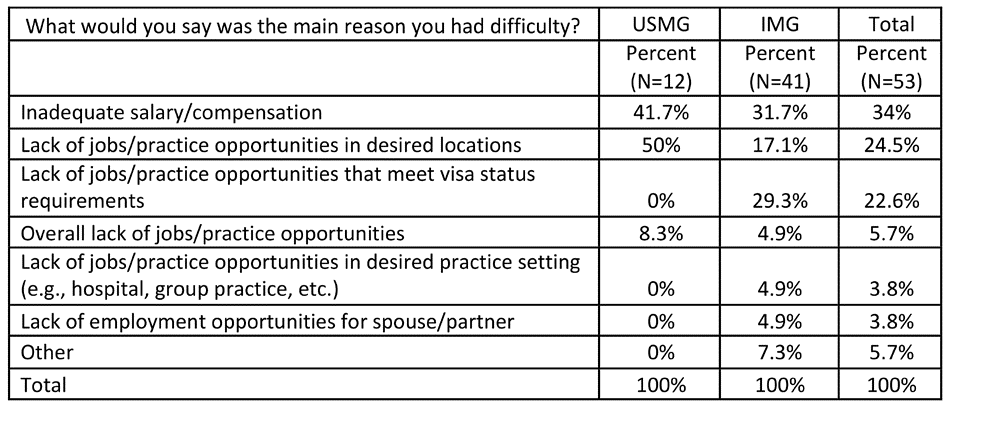 What would you say was the main reason you had difficulty? USMG IMG Total
Percent Percent Percent
(N=12) (N=41) (N=53)
Inadequate salary/compensation 41.7% 31.7% 34%
Lack of jobs/practice opportunities in desired locations 50% 17.1% 24.5%
Lack of jobs/practice opportunities that meet visa status
requirements 0% 29.3% 22.6%
Overall lack of jobs/practice opportunities 8.3% 4.9% 5.7%
Lack of jobs/practice opportunities in desired practice setting
(e.g., hospital, group practice, etc.) 0% 4.9% 3.8%
Lack of employment opportunities for spouse/partner 0% 4.9% 3.8%
Other 0% 7.3% 5.7%
Total 100% 100% 100%